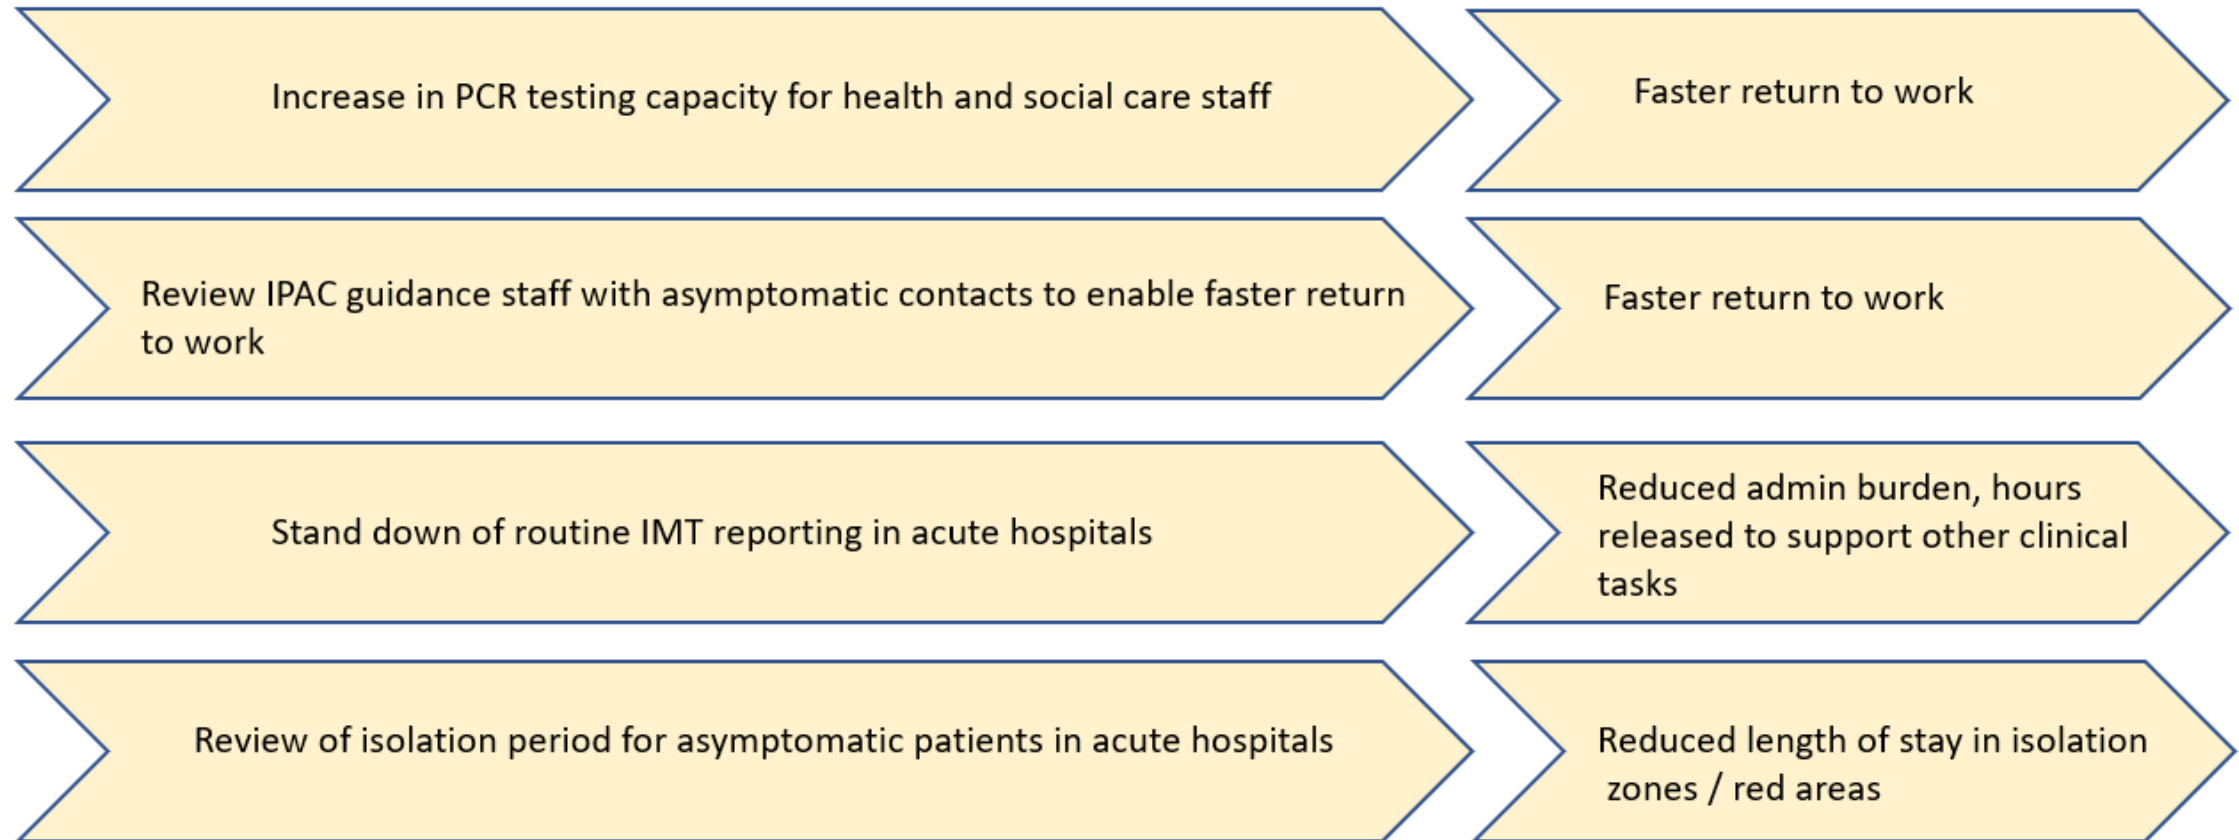 Increase in PCR testing capacity for health and social care staff
Faster return to work
Review IPAC guidance staff with asymptomatic contacts to enable faster return
to work
Faster return to work
Stand down of routine IMT reporting in acute hospitals
Reduced admin burden, hours
released to support other clinical
tasks
Review of isolation period for asymptomatic patients in acute hospitals
Reduced length of stay in isolation
zones / red areas